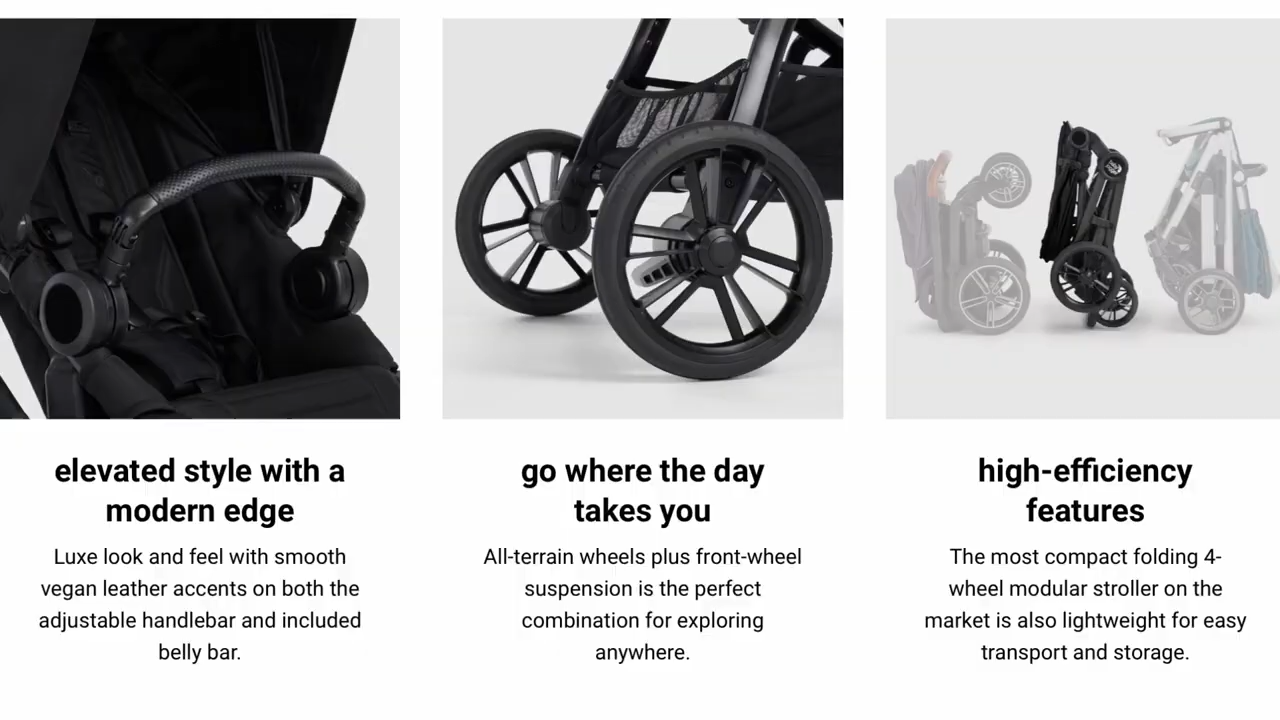 elevated style with a
modern edge
Luxe look and feel with smooth
vegan leather accents on both the
adjustable handlebar and included
belly bar.
go where the day
takes you
All-terrain wheels plus front-wheel
suspension is the perfect
combination for exploring
anywhere.
high-efficiency
features
The most compact folding 4-
wheel modular stroller on the
market is also lightweight for easy
transport and storage.